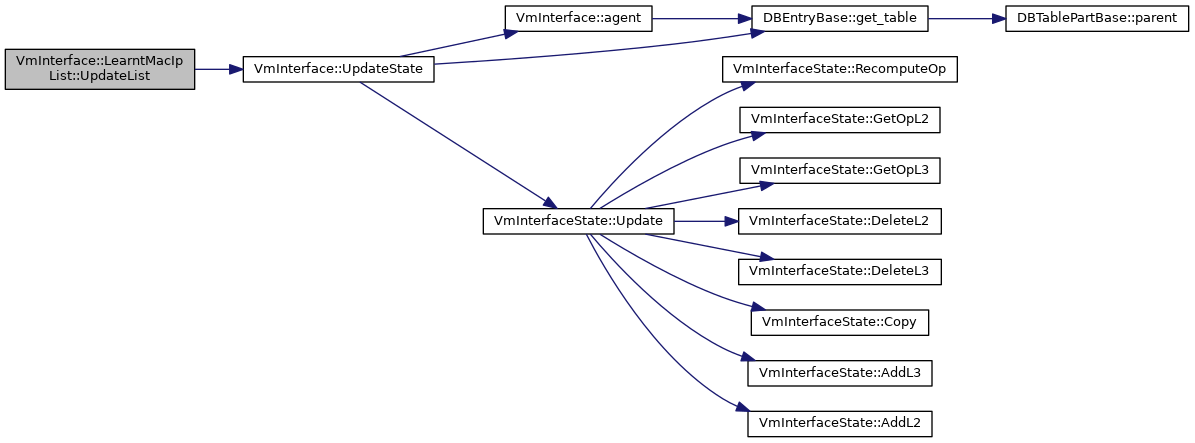 VmInterface::LearntMacIp
List::UpdateList
VmInterface::UpdateState
VmInterface::agent
DBEntryBase::get_table
DBTablePartBase::parent
VmInterfaceState::Update
VmInterfaceState::RecomputeOp
VmInterfaceState::GetOpL2
VmInterfaceState::GetOpL3
VmInterfaceState::DeleteL2
VmInterfaceState::DeleteL3
VmInterfaceState::Copy
VmInterfaceState::AddL3
VmInterfaceState::AddL2